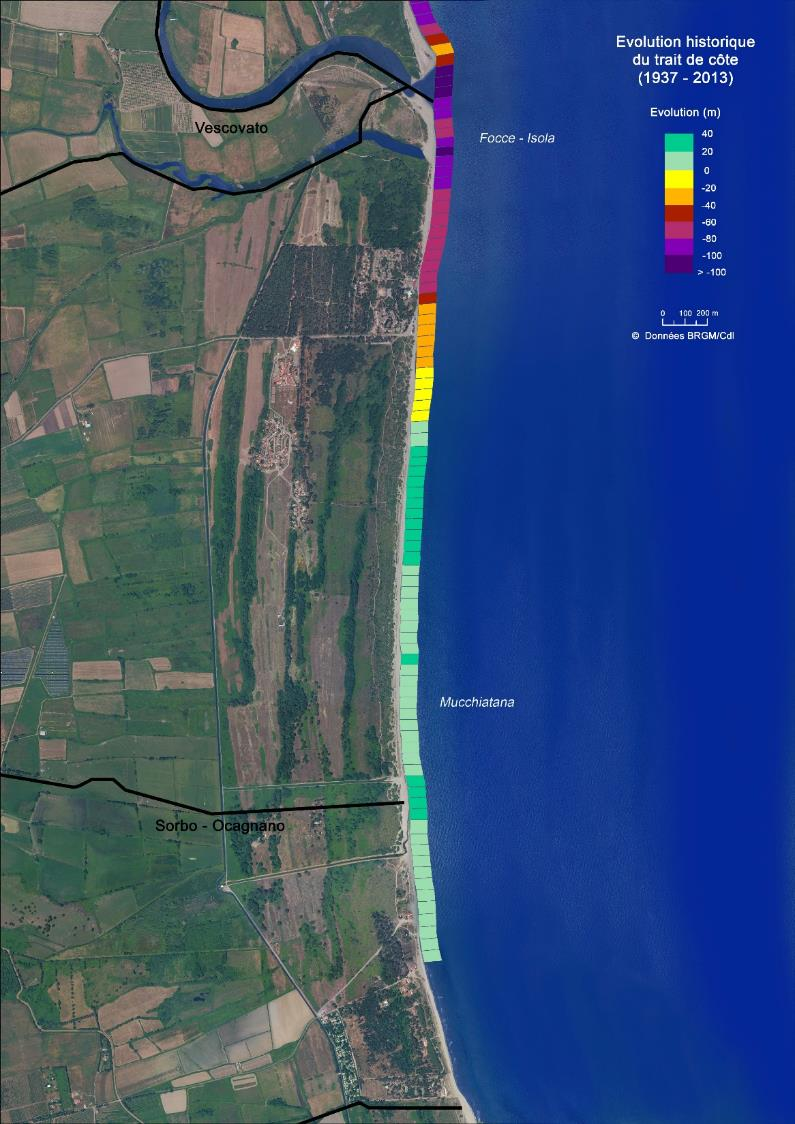 Evolution historique
du trait de côte
(1937 - 2013)
Evolution (m)
40
20
0
-20
-40
-60
-80
-100
> -100
0 100 200 m
© Données BRGM/Cdl
Vescovato
Focce - Isola
Mucchiatana
Sorbo - Ocagnano